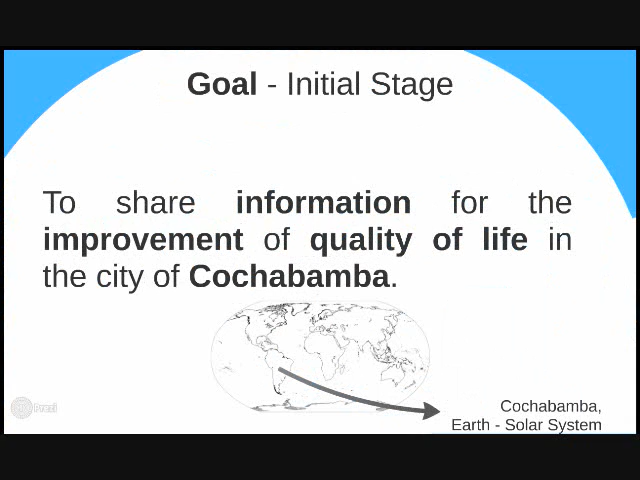 Goal - Initial Stage
To share information for the
improvement of quality of life in
the city of Cochabamba.
Cochabamba,
Earth - Solar System
Prezi